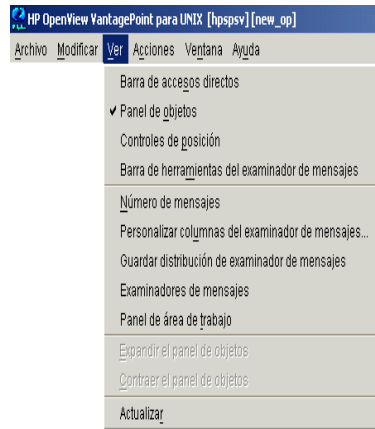 HP OpenView VantagePoint para UNIX [hpspsv] [new_op]
Archivo Modificar Ver Acciones Ventana Ayuda
Barra de accesos directos
Panel de objetos
Controles de posición
Barra de herramientas del examinador de mensajes
Número de mensajes
Personalizar columnas del examinador de mensajes...
Guardar distribución de examinador de mensajes
Examinadores de mensajes
Panel de área de trabajo
Expandir el panel de objetos
Contraer el panel de objetos
Actualizar